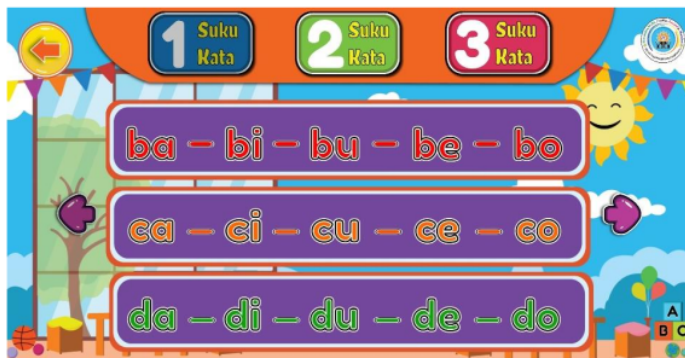 1 Suku Kata
2 Suku Kata
3 Suku Kata
ba – bi – bu – be – bo
ca – ci – cu – ce – co
da – di – du – de – do
A
B C